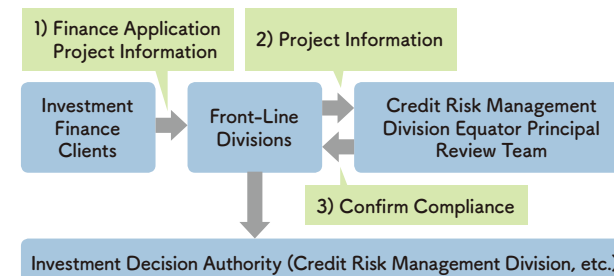 1) Finance Application
Project Information
2) Project Information
Investment
Finance
Clients
Front-Line
Divisions
Credit Risk Management
Division Equator Principal
Review Team
3) Confirm Compliance
Investment Decision Authority (Credit Risk Management Division, etc.